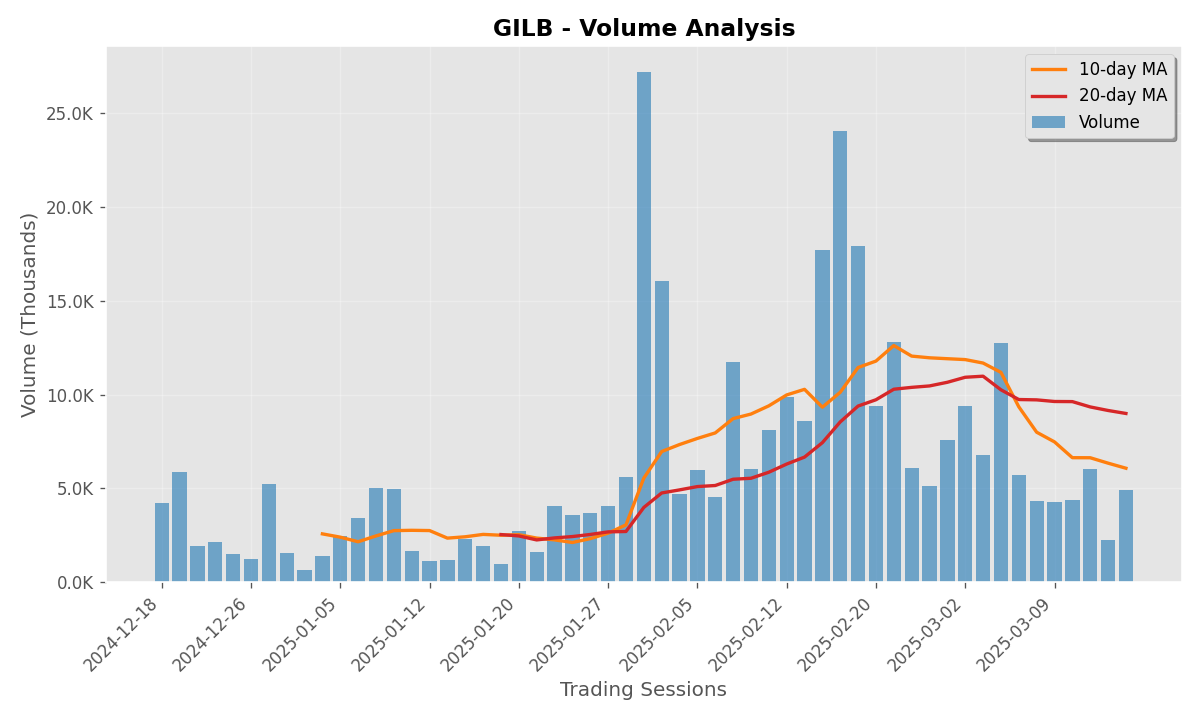 GILB - Volume Analysis
10-day MA
20-day MA
Volume
25.0K
20.0K
15.0K
10.0K
5.0K
0.0K
Volume (Thousands)
2024-12-18
2024-12-26
2025-01-05
2025-01-12
2025-01-20
2025-01-27
2025-02-05
2025-02-12
2025-02-20
2025-03-02
2025-03-09
Trading Sessions